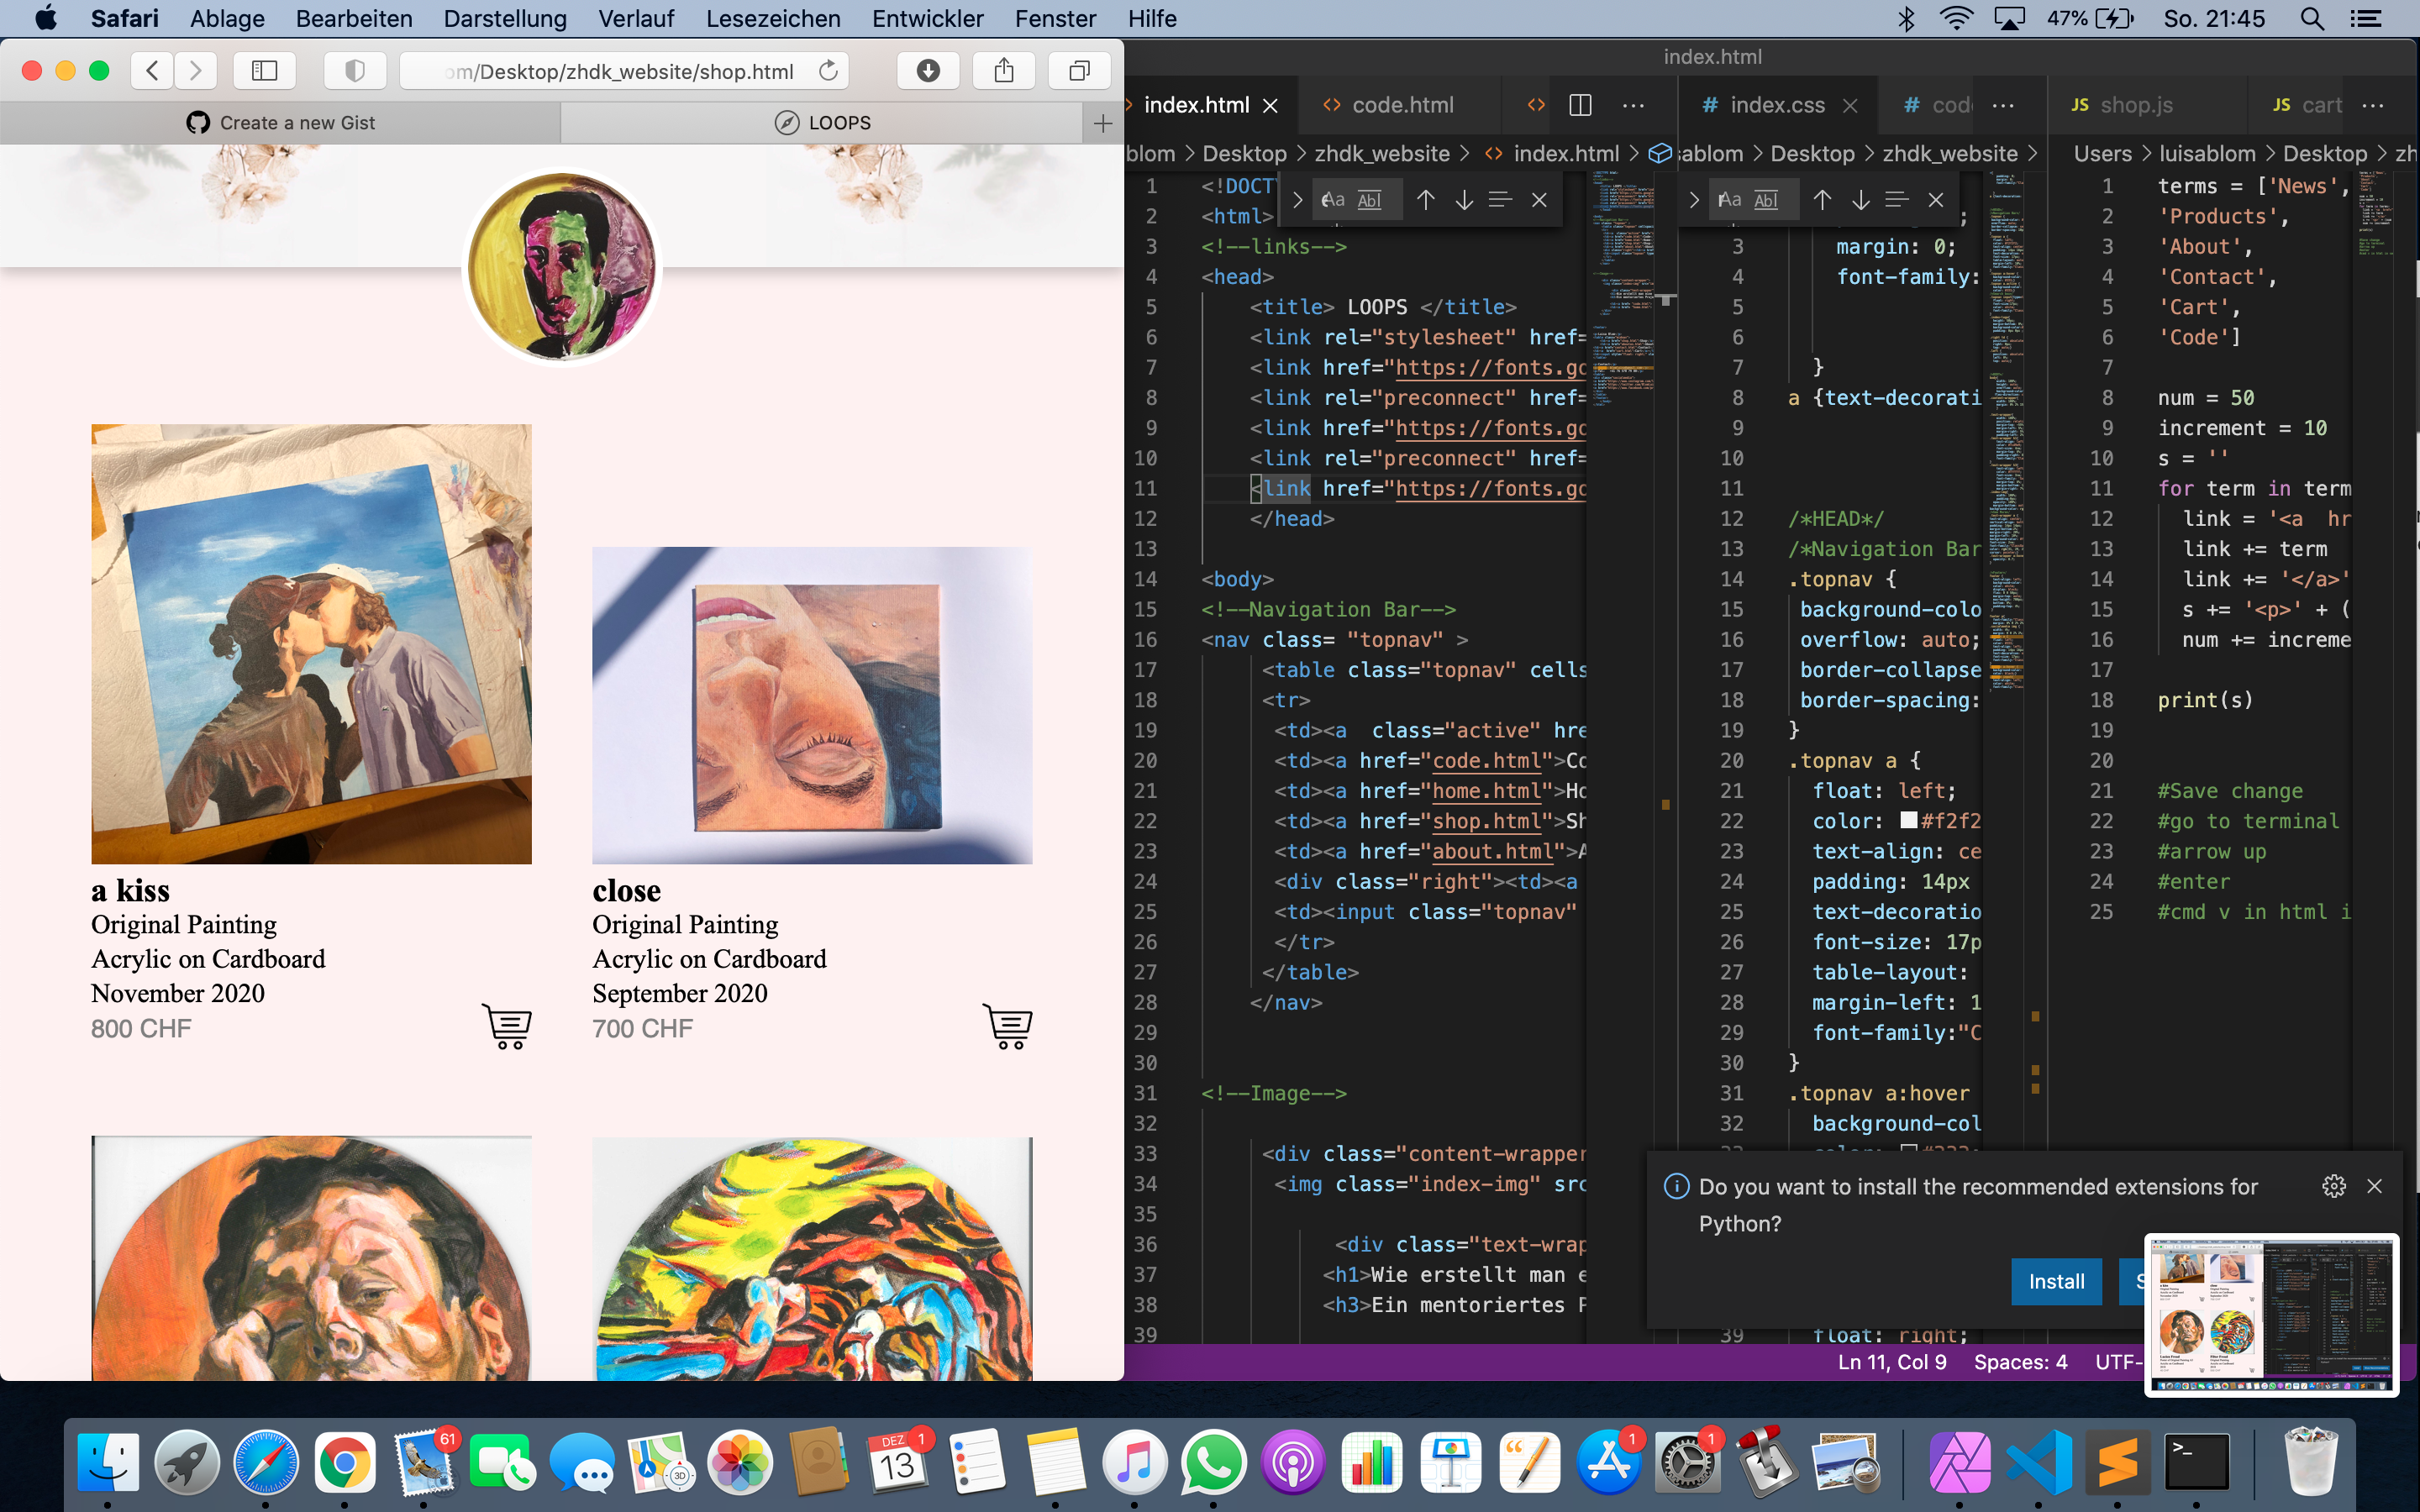 Safari Ablage Bearbeiten Darstellung Verlauf Lesezeichen Entwickler Fenster Hilfe 47% So. 21:45
om/Desktop/zhdk_website/shop.html
Create a new Gist
LOOPS
a kiss
Original Painting
Acrylic on Cardboard
November 2020
800 CHF
close
Original Painting
Acrylic on Cardboard
September 2020
700 CHF
index.html
index.html code.html
blom > Desktop > zhdk_website > index.html >
1 <!DOCT
2 <html>
3 <!--links-->
4 <head>
5 <title> LOOPS </title>
6 <link rel="stylesheet" href=
7 <link href="https://fonts.go
8 <link rel="preconnect" href=
9 <link href="https://fonts.go
10 <link rel="preconnect" href=
11 <link href="https://fonts.go
12 </head>
13
14 <body>
15 <!--Navigation Bar-->
16 <nav class= "topnav" >
17 <table class="topnav" cells
18 <tr>
19 <td><a  class="active" hre
20 <td><a href="code.html">Co
21 <td><a href="home.html">Ho
22 <td><a href="shop.html">Sh
23 <td><a href="about.html">A
24 <div class="right"><td><a
25 <td><input class="topnav"
26 </tr>
27 </table>
28 </nav>
29
30
31 <!--Image-->
32
33 <div class="content-wrapper
34 <img class="index-img" src
35
36 <div class="text-wrap
37 <h1>Wie erstellt man e
38 <h3>Ein mentoriertes P
39
Aa Abl
index.css cod
sablom > Desktop > zhdk_website >
Aa Abl
;
3 margin: 0;
4 font-family:
5
6
7 }
8 a {text-decorati
9
10
11
12 /*HEAD*/
13 /*Navigation Bar
14 .topnav {
15 background-colo
16 overflow: auto;
17 border-collapse
18 border-spacing:
19 }
20 .topnav a {
21 float: left;
22 color: #f2f2
23 text-align: ce
24 padding: 14px
25 text-decoratio
26 font-size: 17p
27 table-layout:
28 margin-left: 1
29 font-family:"C
30 }
31 .topnav a:hover
32 background-col
39 float: right;
JS shop.js JS cart
Users > luisablom > Desktop > zh
1 terms = ['News',
2 'Products',
3 'About',
4 'Contact',
5 'Cart',
6 'Code']
7
8 num = 50
9 increment = 10
10 s = ''
11 for term in term
12 link = '<a  hr
13 link += term
14 link += '</a>'
15 s += '<p>' + (
16 num += increme
17
18 print(s)
19
20
21 #Save change
22 #go to terminal
23 #arrow up
24 #enter
25 #cmd v in html i
Do you want to install the recommended extensions for
Python?
Install S
Ln 11, Col 9 Spaces: 4 UTF-
61
DEZ 1
13
3D
1
1